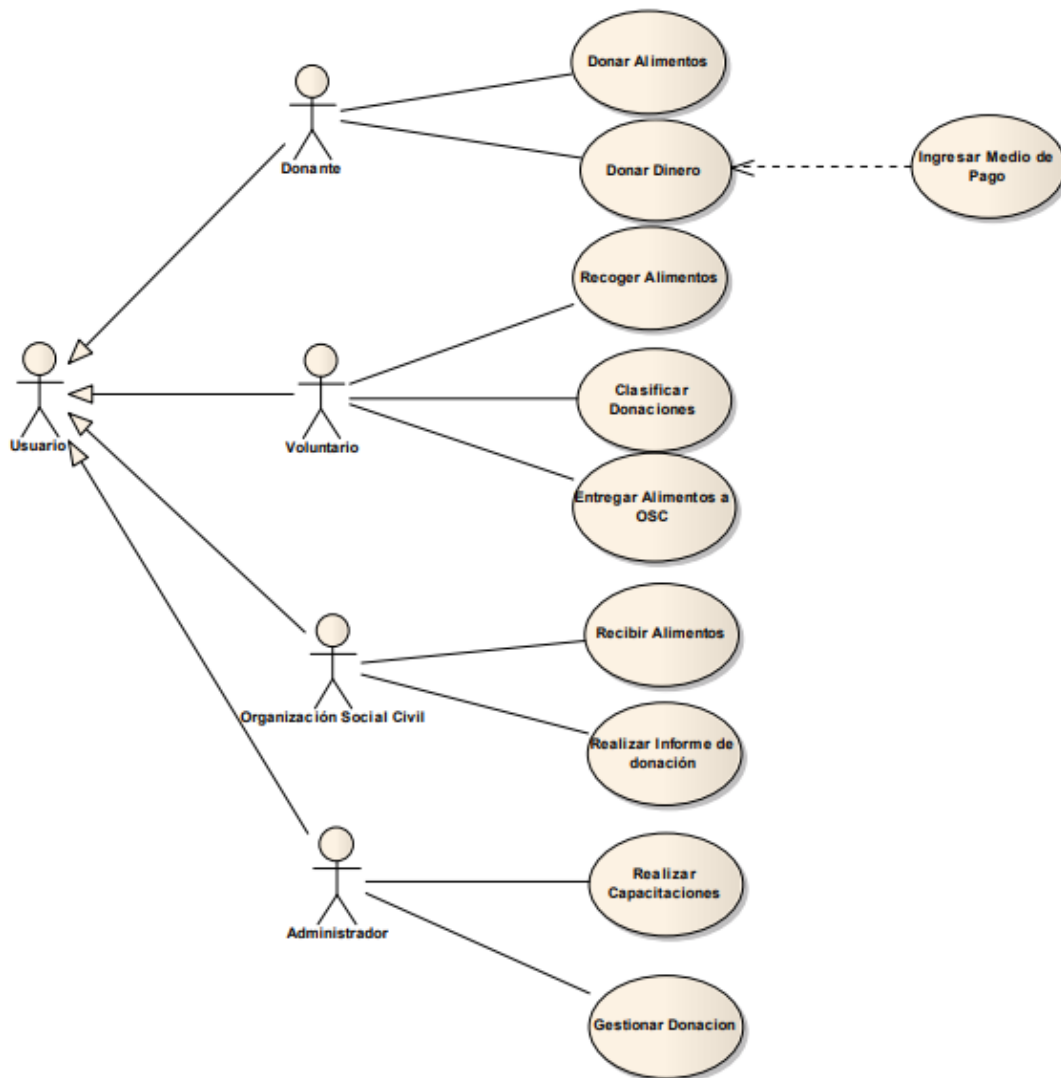 Donar Alimentos
Donante
Donar Dinero
Ingresar Medio de
Pago
Recoger Alimentos
Usuario
Voluntario
Clasificar
Donaciones
Entregar Alimentos a
OSC
Organización Social Civil
Recibir Alimentos
Realizar Informe de
donación
Administrador
Realizar
Capacitaciones
Gestionar Donacion